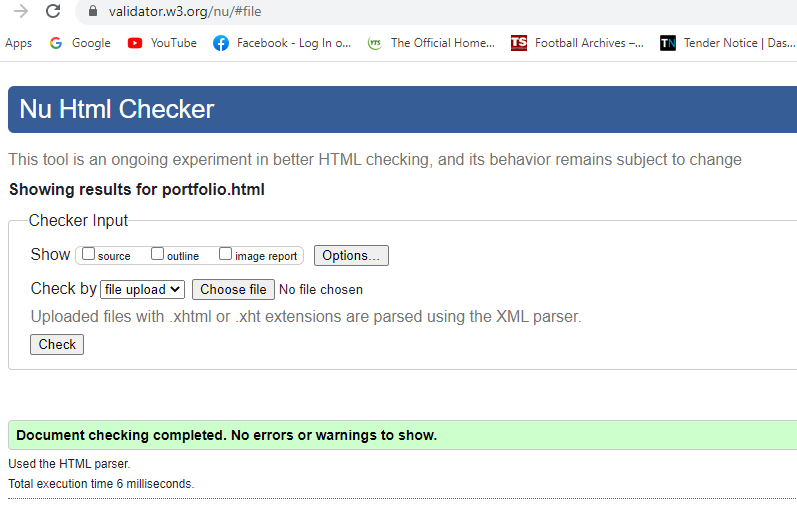 validator.w3.org/nu/#file
Apps Google YouTube Facebook - Log In o... YTS The Official Home... TS Football Archives –... TN Tender Notice | Das...
Nu Html Checker
This tool is an ongoing experiment in better HTML checking, and its behavior remains subject to change
Showing results for portfolio.html
Checker Input
Show source outline image report Options...
Check by file upload Choose file No file chosen
Uploaded files with .xhtml or .xht extensions are parsed using the XML parser.
Check
Document checking completed. No errors or warnings to show.
Used the HTML parser.
Total execution time 6 milliseconds.